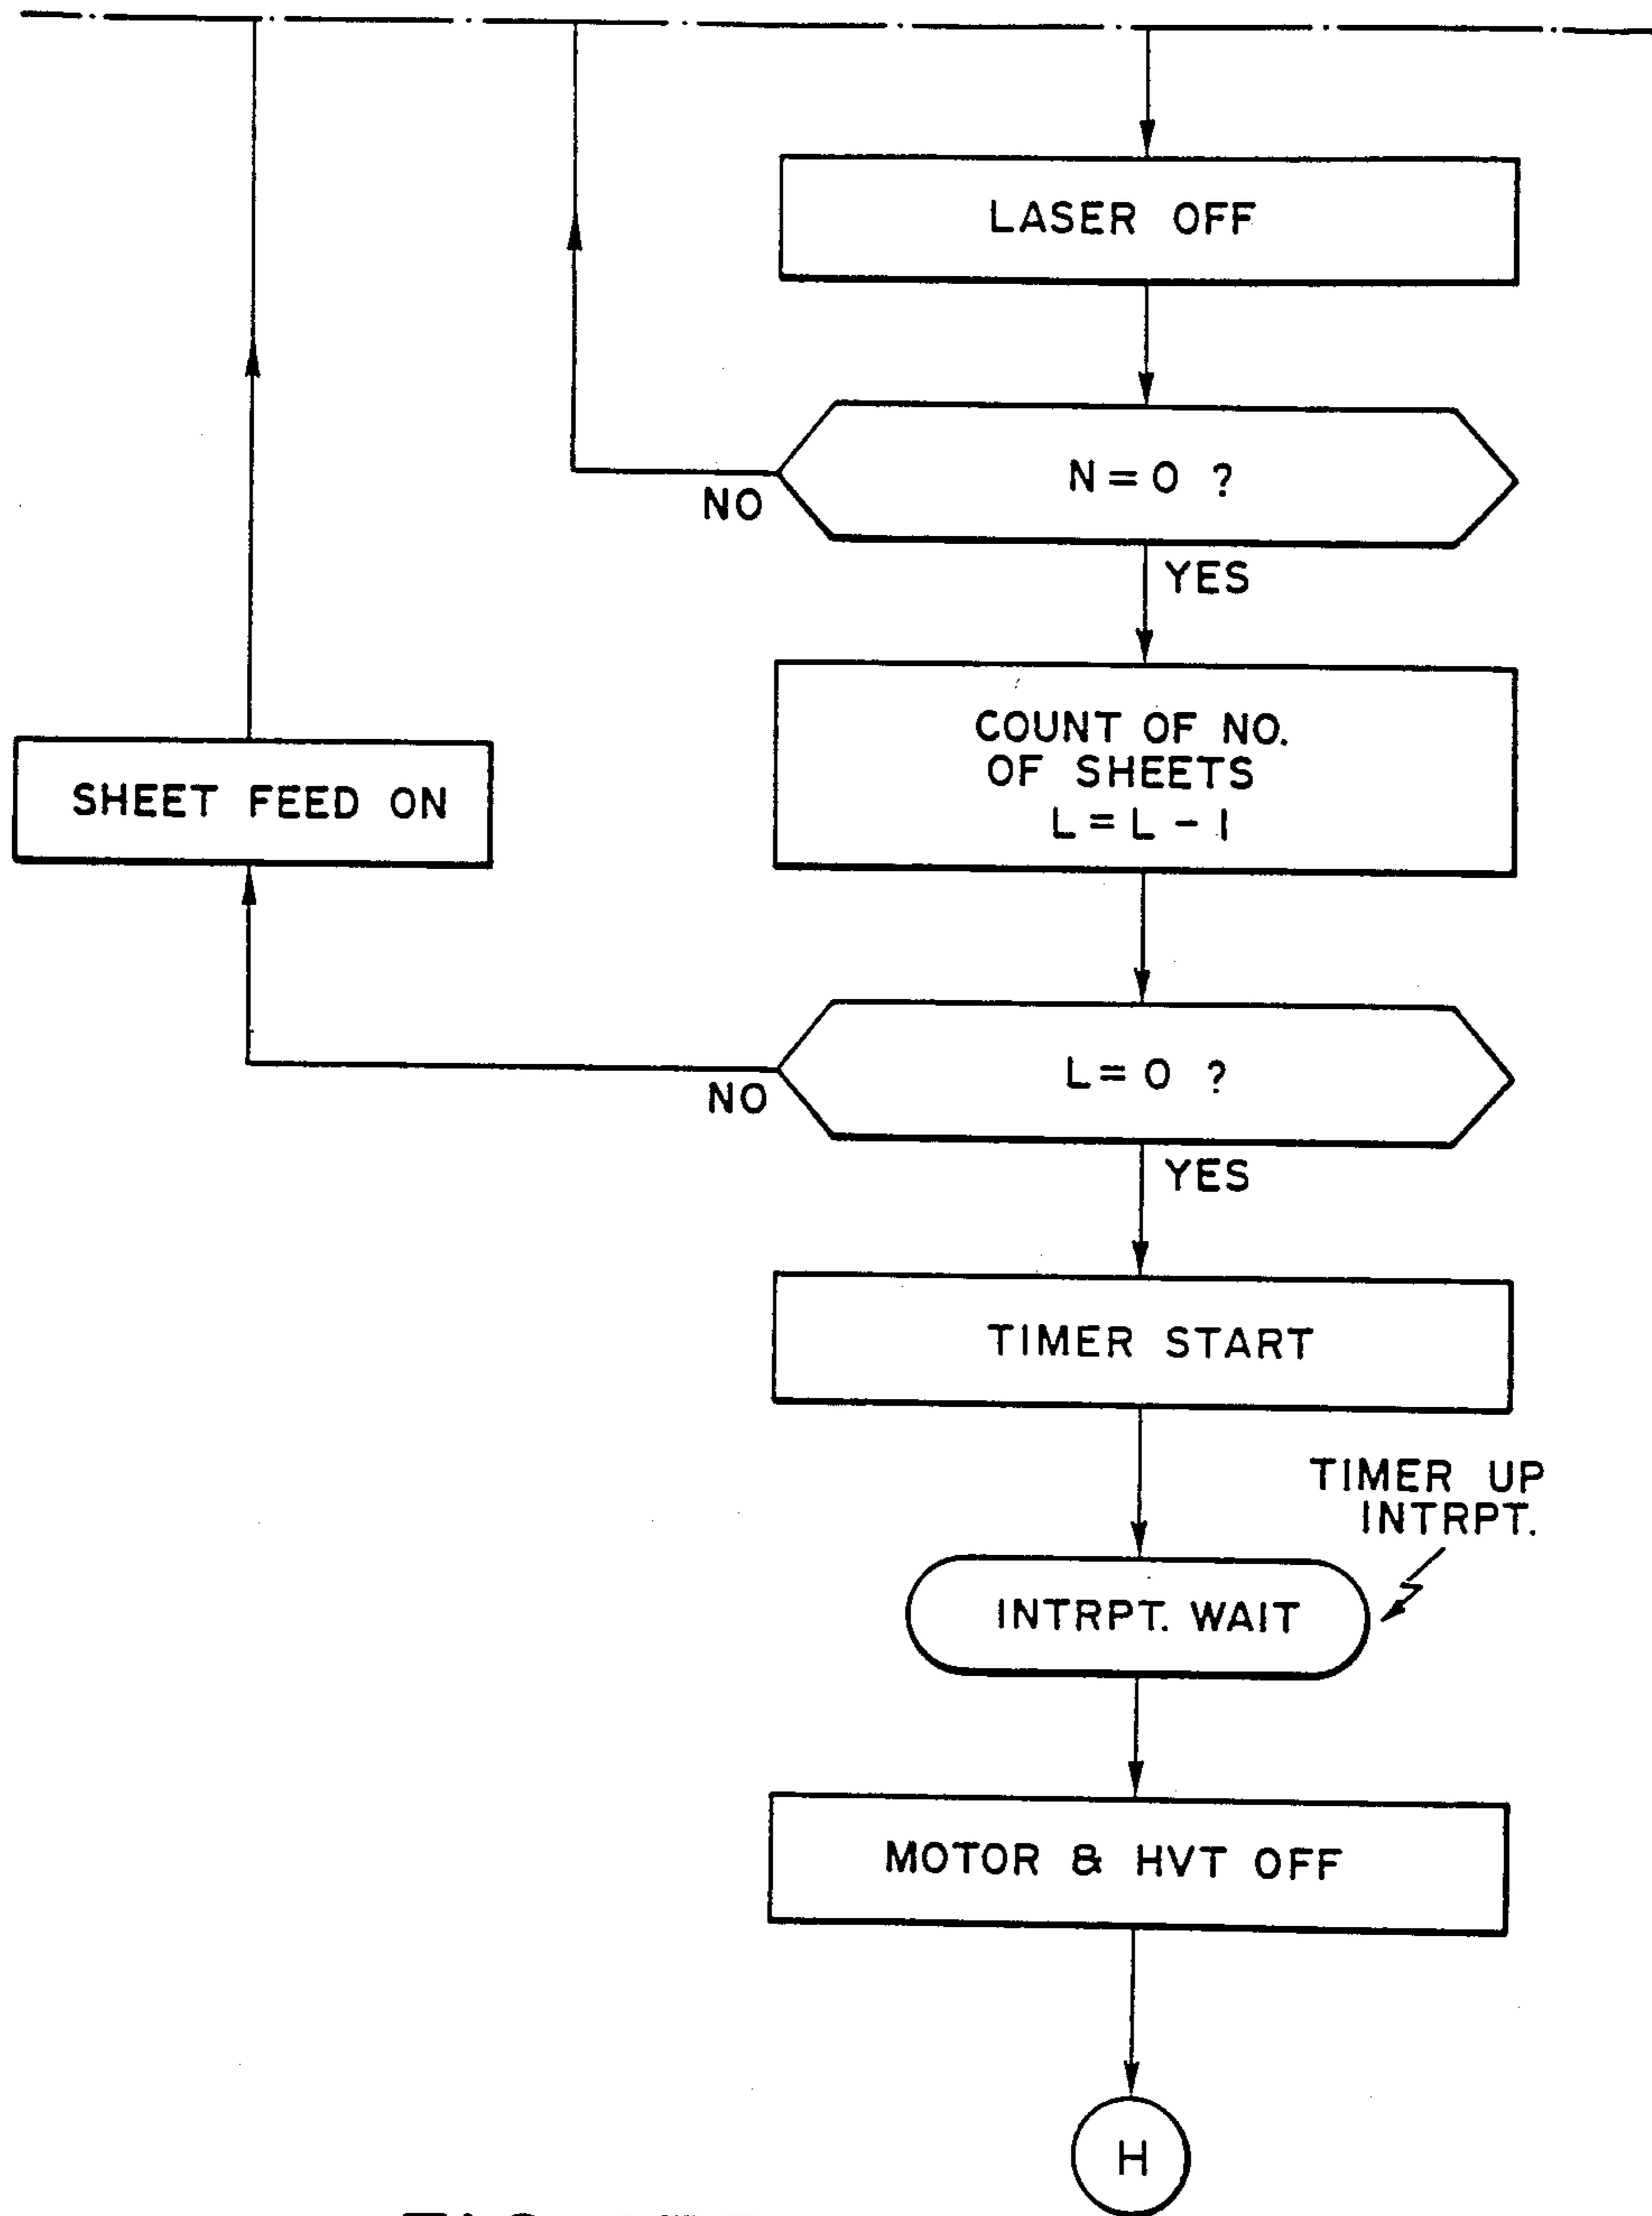 LASER OFF
N = 0 ?
NO
YES
COUNT OF NO.
OF SHEETS
L = L - 1
SHEET FEED ON
L = 0 ?
NO
YES
TIMER START
TIMER UP
INTRPT.
INTRPT. WAIT
MOTOR & HVT OFF
H